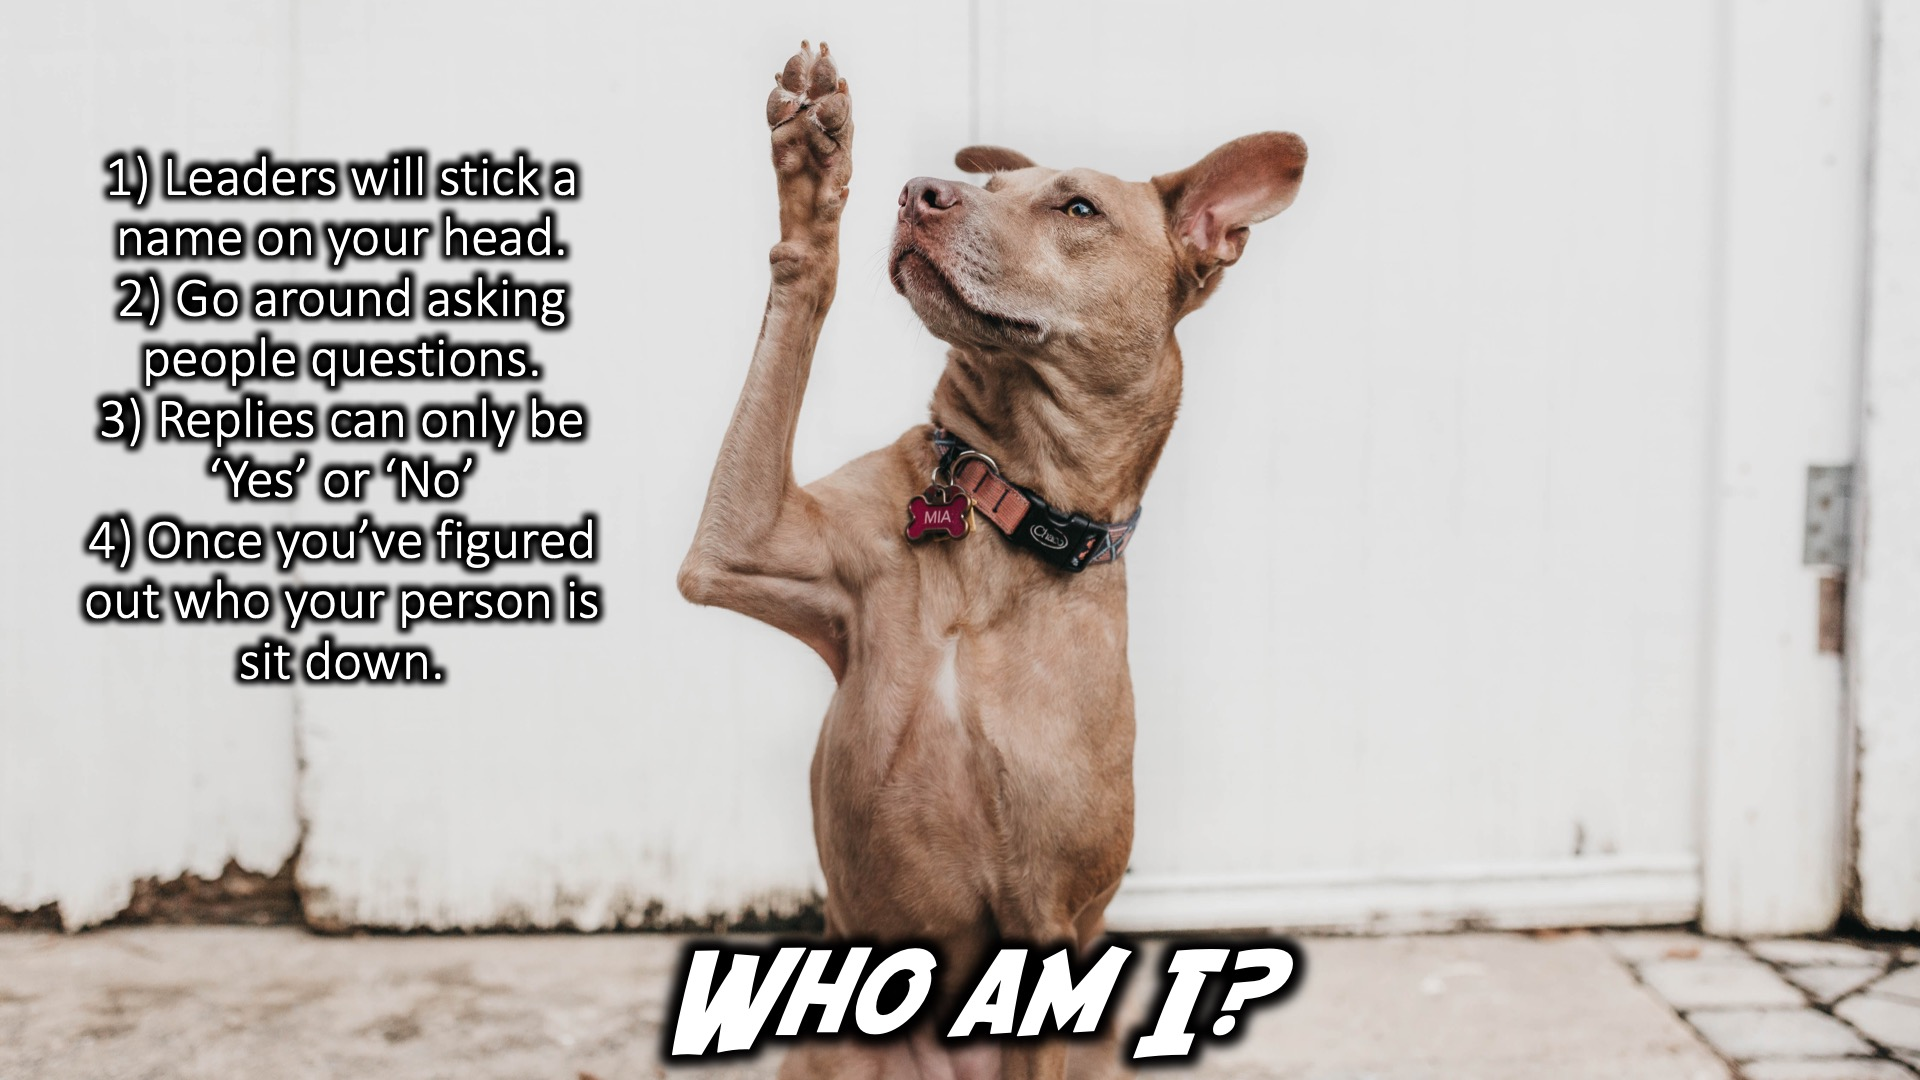 1) Leaders will stick a
name on your head.
2) Go around asking
people questions.
3) Replies can only be
‘Yes’ or ‘No’
4) Once you’ve figured
out who your person is
sit down.
MIA
Chaco
WHO AM I?